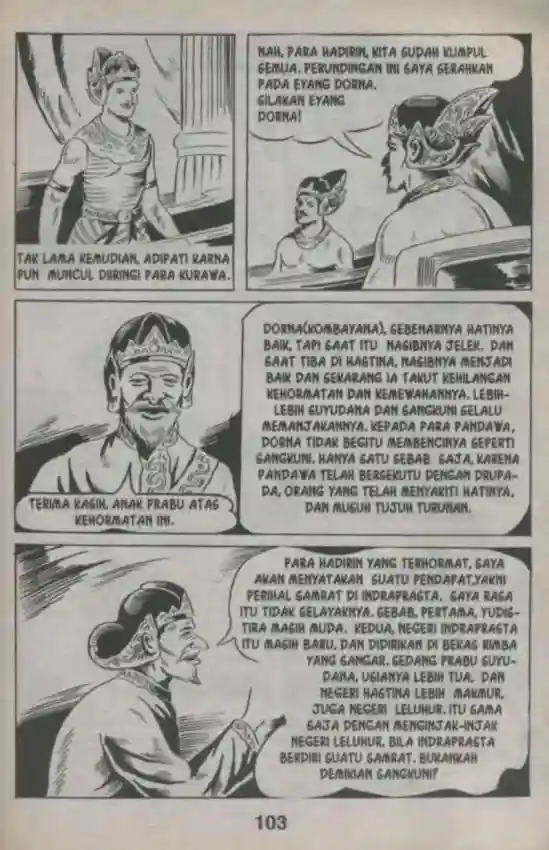 TAK LAMA KEMUDIAN, ADIPATI KARNA
PUN MUNCUL DIIRINGI PARA KURAWA.
NAH, PARA HADIRIN, KITA SUDAH KUMPUL
SEMUA. PERUNDINGAN INI SAYA SERAHKAN
PADA EYANG DORNA.
SILAKAN EYANG
DORNA!
TERIMA KASIH, ANAK PRABU ATAS
KEHORMATAN INI.
DORNA(KOMBAYANA), SEBENARNYA HATINYA
BAIK, TAPI SAAT ITU NASIBNYA JELEK. DAN
SAAT TIBA DI HASTINA, NASIBNYA MENJADI
BAIK DAN SEKARANG IA TAKUT KEHILANGAN
KEHORMATAN DAN KEMEWAHANNYA. LEBIH-
LEBIH SUYUDANA DAN SANGKUNI SELALU
MEMANJAKANNYA. KEPADA PARA PANDAWA,
DORNA TIDAK BEGITU MEMBENCINYA SEPERTI
SANGKUNI. HANYA SATU SEBAB SAJA, KARENA
PANDAWA TELAH BERSEKUTU DENGAN DRUPA-
DA, ORANG YANG TELAH MENYAKITI HATINYA,
DAN MUSUH TUJUH TURUNAN.
PARA HADIRIN YANG TERHORMAT, SAYA
AKAN MENYATAKAN SUATU PENDAPAT,YAKNI
PERIHAL SAMRAT DI INDRAPRASTA. SAYA RASA
ITU TIDAK SELAYAKNYA. SEBAB, PERTAMA, YUDIS-
TIRA MASIH MUDA. KEDUA, NEGERI INDRAPRASTA
ITU MASIH BARU, DAN DIDIRIKAN DI BEKAS RIMBA
YANG SANGAR. SEDANG PRABU SUYU-
DANA, USIANYA LEBIH TUA, DAN
NEGERI HASTINA LEBIH MAKMUR,
JUGA NEGERI LELUHUR. ITU SAMA
SAJA DENGAN MENGINJAK-INJAK
NEGERI LELUHUR, BILA INDRAPRASTA
BERDIRI SUATU SAMRAT. BUKANKAH
DEMIKIAN SANGKUNI?
103